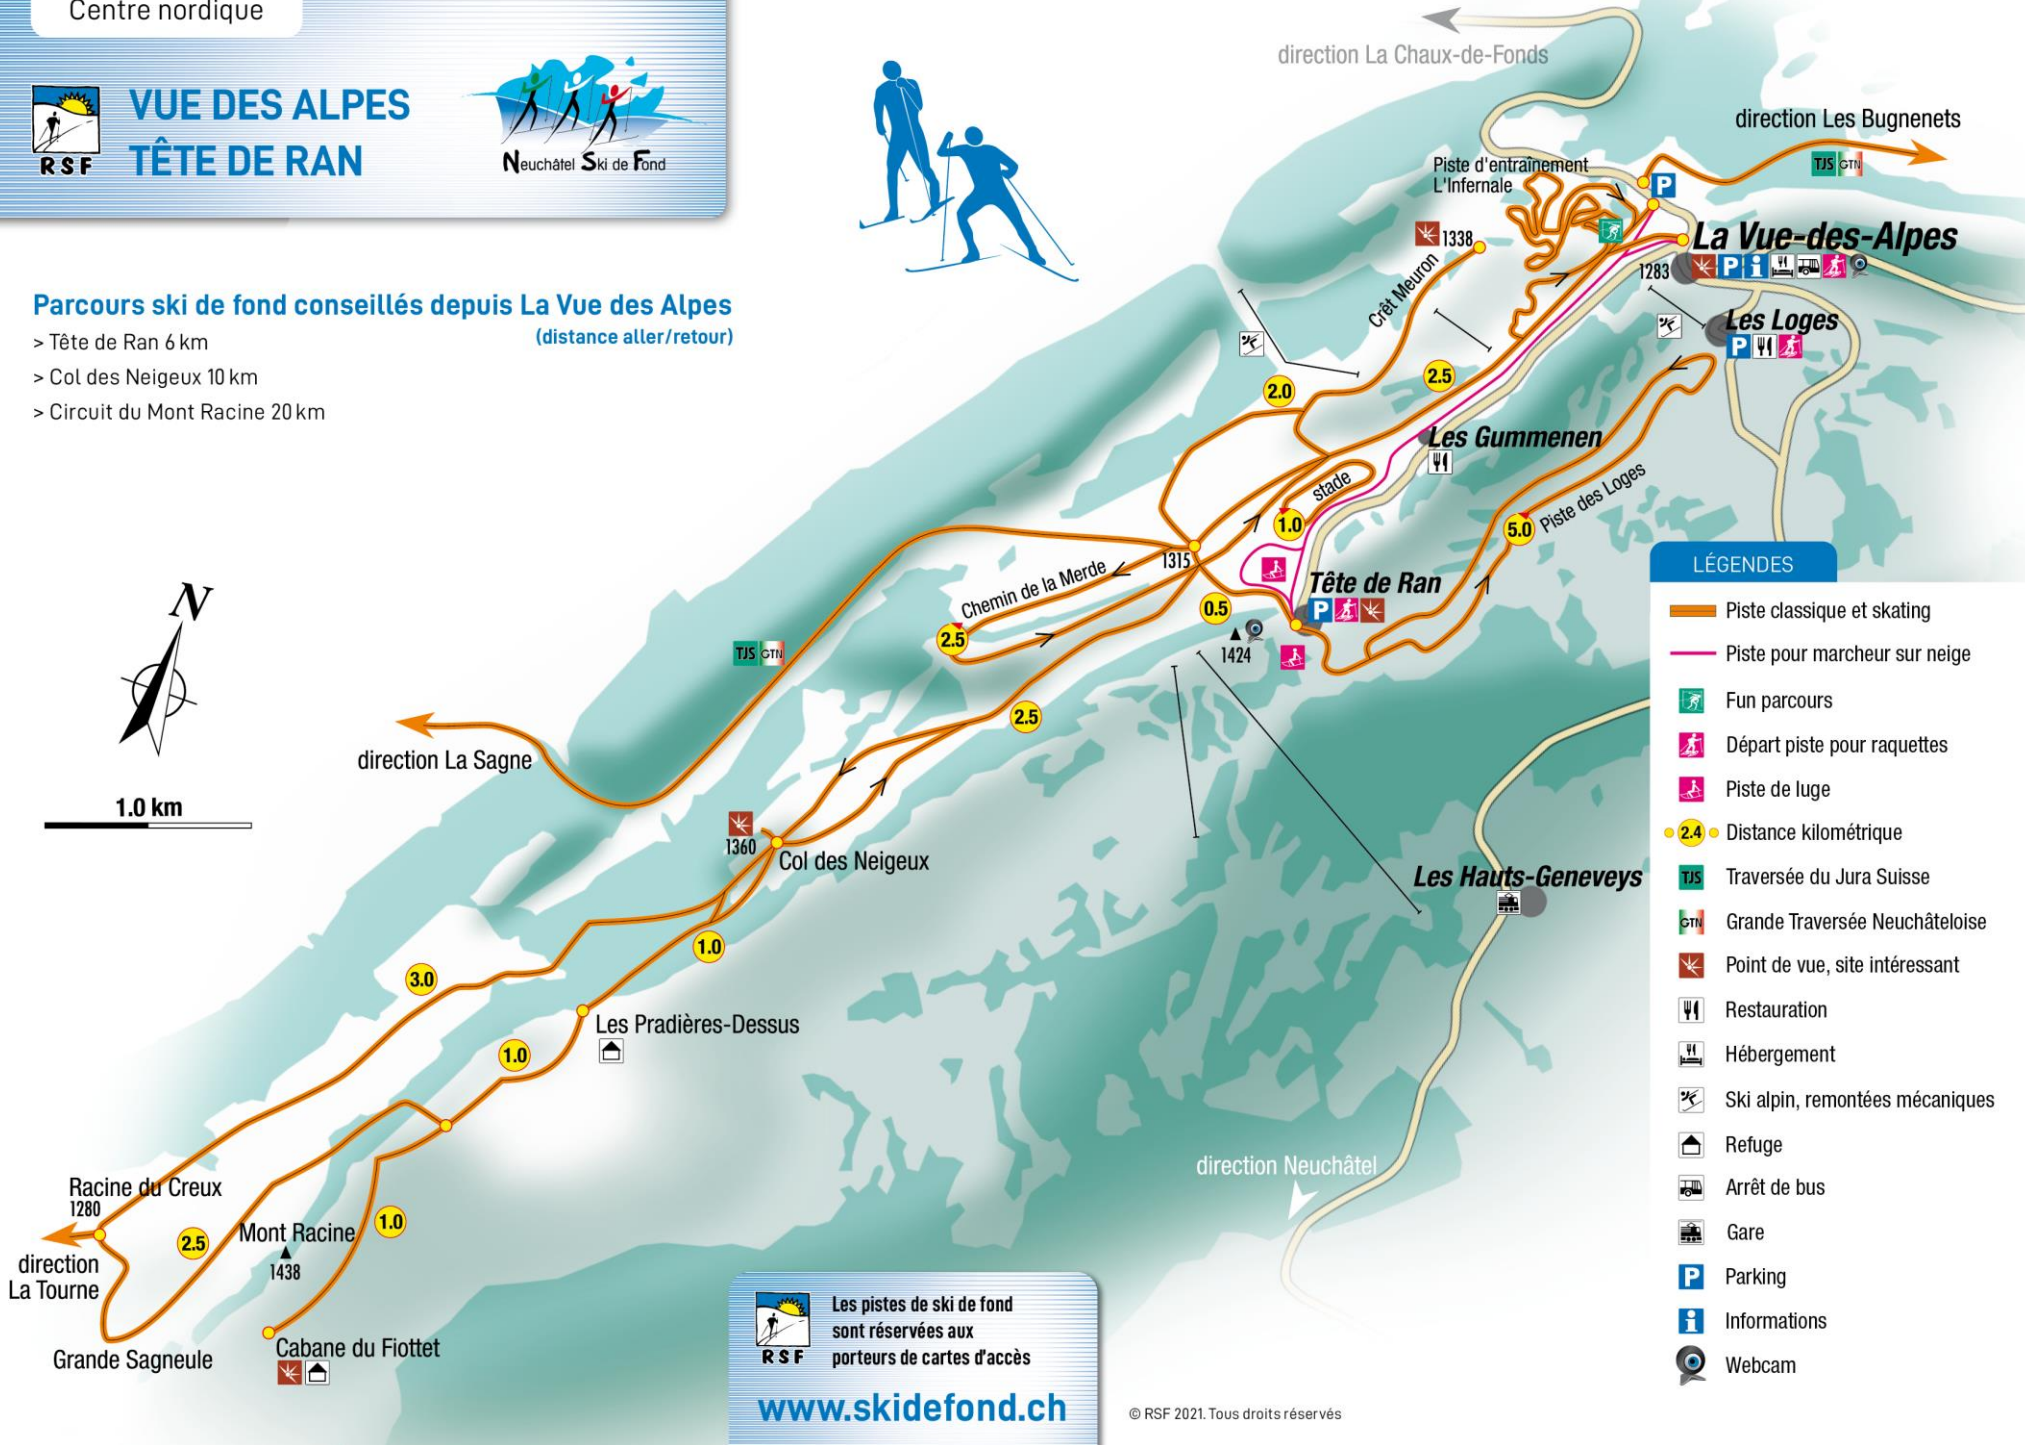 Centre nordique
VUE DES ALPES
TÊTE DE RAN
RSF
Neuchâtel Ski de Fond
Parcours ski de fond conseillés depuis La Vue des Alpes
(distance aller/retour)
> Tête de Ran 6 km
> Col des Neigeux 10 km
> Circuit du Mont Racine 20 km
direction La Chaux-de-Fonds
direction Les Bugnenets
TJS GTN
Piste d'entraînement
L'Infernale
P
1338
La Vue-des-Alpes
1283
P i
Crêt Meuron
Les Loges
P
2.0
2.5
Les Gummenen
stade
1.0
5.0
Piste des Loges
1315
Chemin de la Merde
Tête de Ran
P
0.5
2.5
1424
TJS GTN
N
2.5
direction La Sagne
1.0 km
1360
Col des Neigeux
Les Hauts-Geneveys
1.0
3.0
Les Pradières-Dessus
1.0
direction Neuchâtel
Racine du Creux
1280
1.0
2.5
Mont Racine
1438
direction
La Tourne
Cabane du Fiottet
Grande Sagneule
LÉGENDES
Piste classique et skating
Piste pour marcheur sur neige
Fun parcours
Départ piste pour raquettes
Piste de luge
2.4 Distance kilométrique
TJS Traversée du Jura Suisse
GTN Grande Traversée Neuchâteloise
Point de vue, site intéressant
Restauration
Hébergement
Ski alpin, remontées mécaniques
Refuge
Arrêt de bus
Gare
P Parking
i Informations
Webcam
RSF
Les pistes de ski de fond
sont réservées aux
porteurs de cartes d'accès
www.skidefond.ch
© RSF 2021. Tous droits réservés